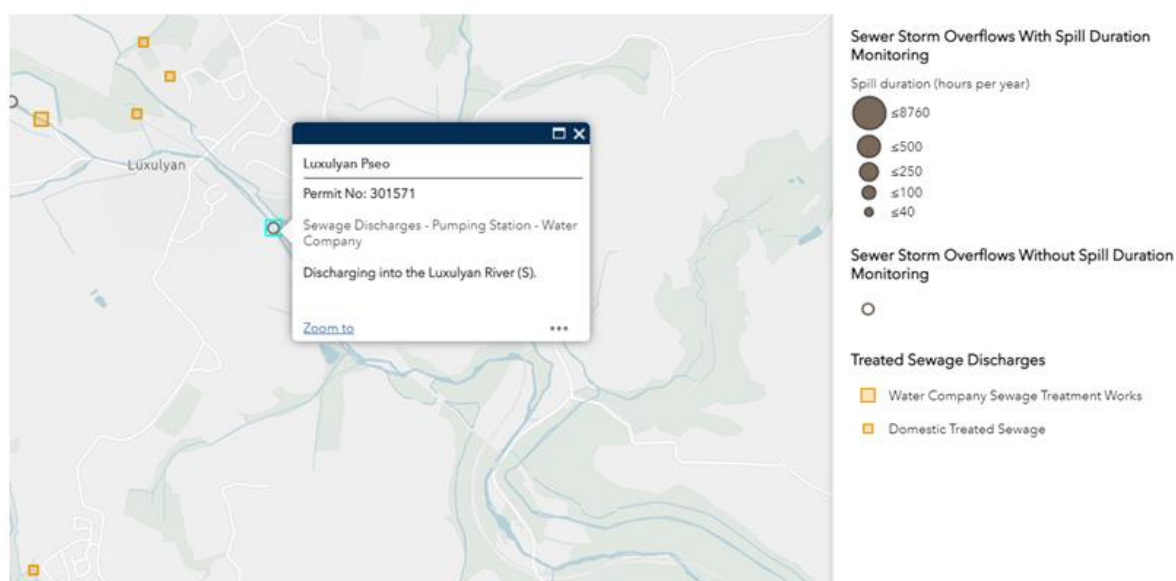 Luxulyan
Luxulyan Pseo
Permit No: 301571
Sewage Discharges - Pumping Station - Water
Company
Discharging into the Luxulyan River (S).
Zoom to
Sewer Storm Overflows With Spill Duration
Monitoring
Spill duration (hours per year)
≤8760
≤500
≤250
≤100
≤40
Sewer Storm Overflows Without Spill Duration
Monitoring
Treated Sewage Discharges
Water Company Sewage Treatment Works
Domestic Treated Sewage